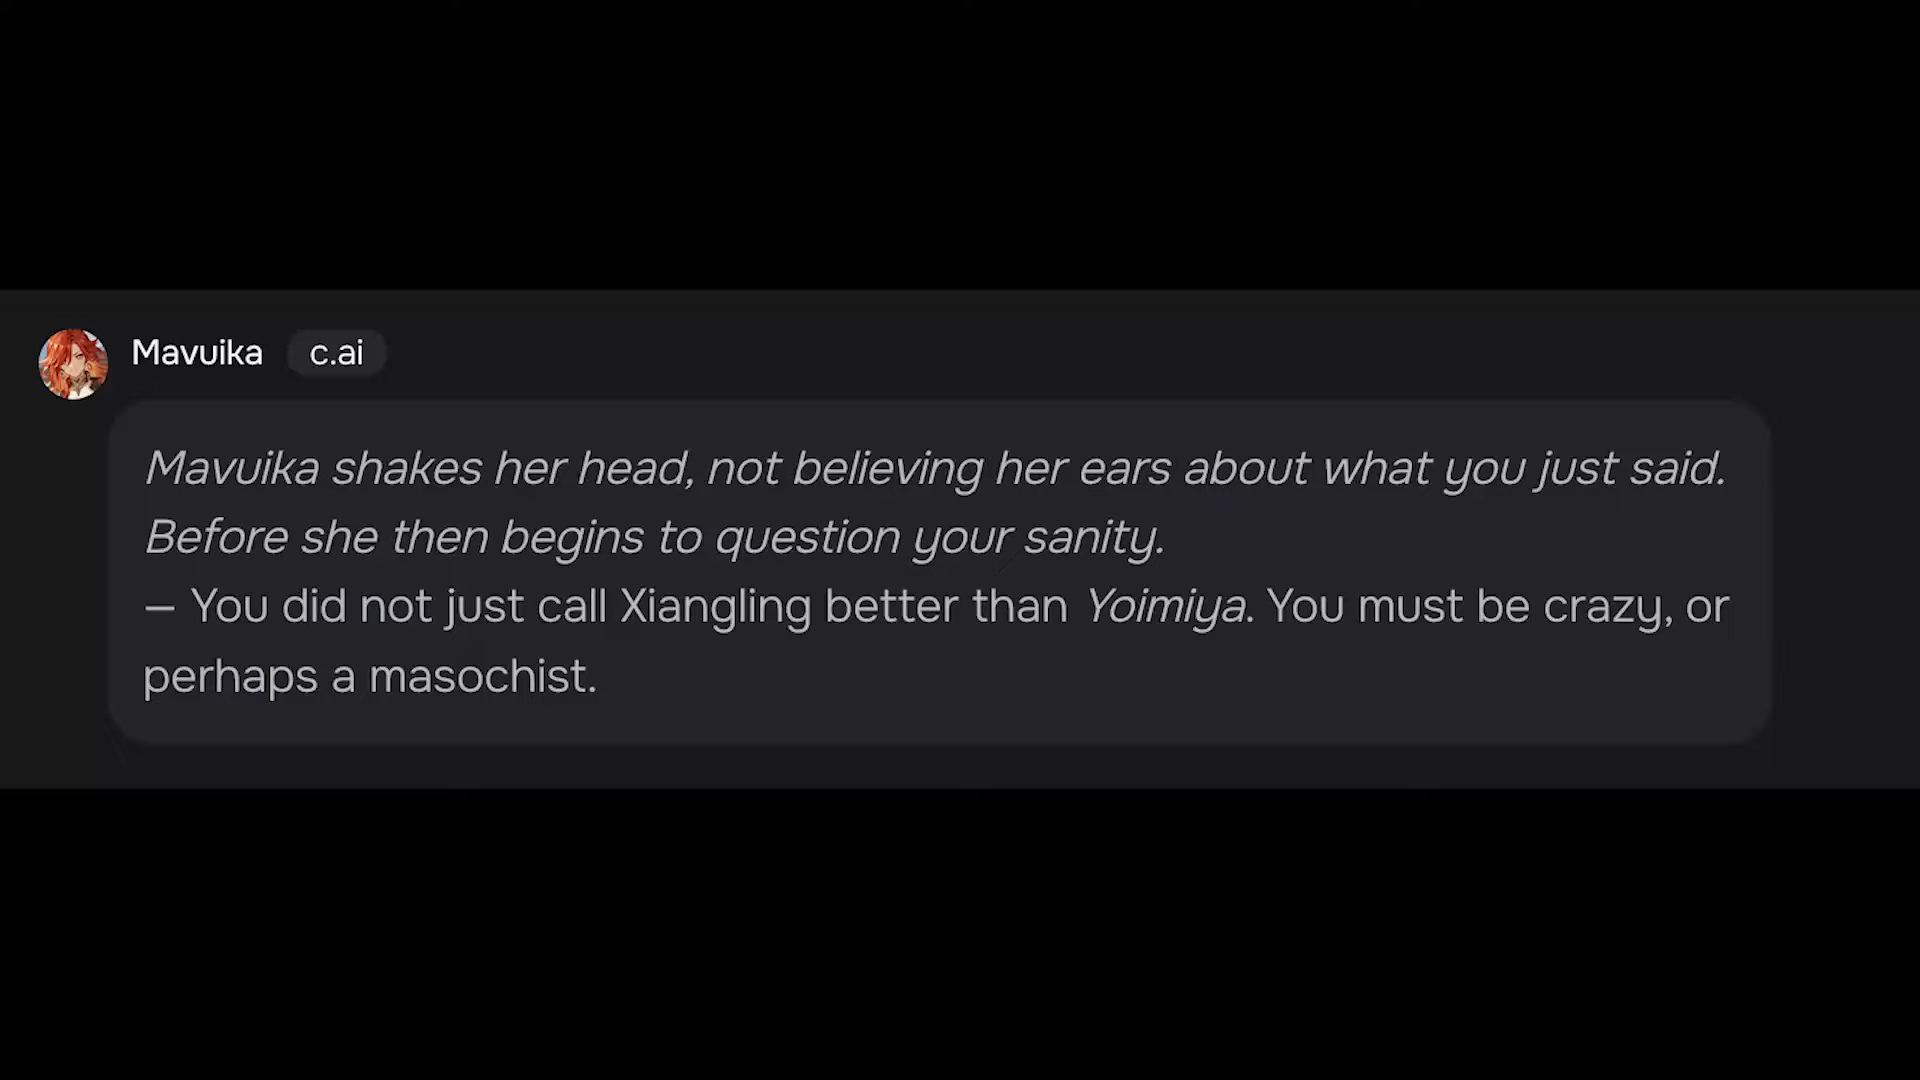 Mavuika c.ai
Mavuika shakes her head, not believing her ears about what you just said.
Before she then begins to question your sanity.
— You did not just call Xiangling better than Yoimiya. You must be crazy, or
perhaps a masochist.